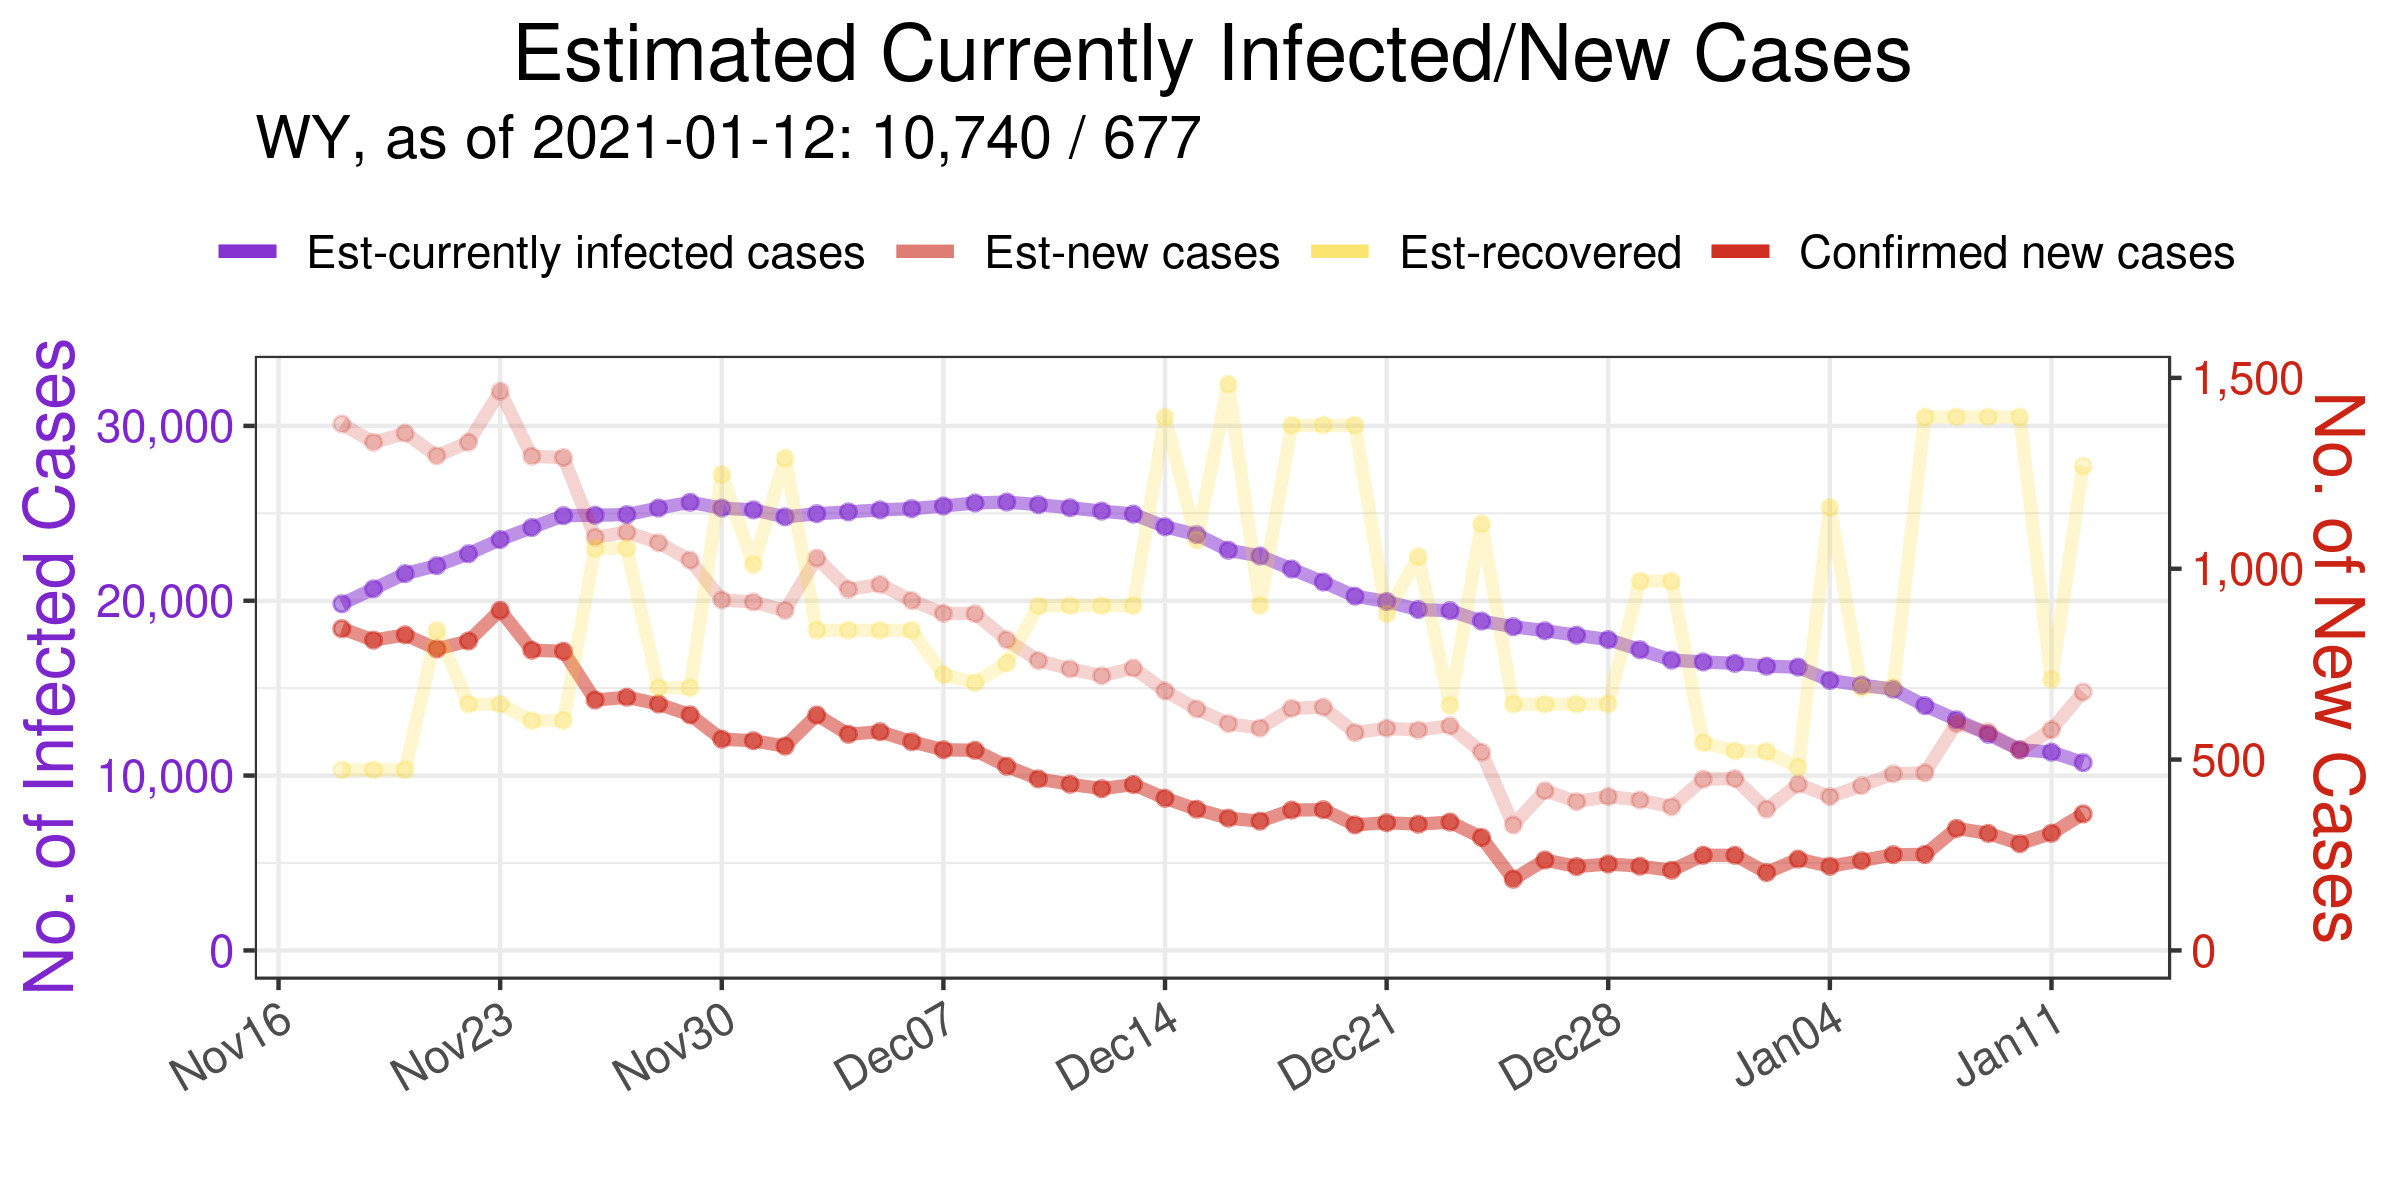 Estimated Currently Infected/New Cases
WY, as of 2021-01-12: 10,740 / 677
Est-currently infected cases Est-new cases Est-recovered Confirmed new cases
No. of Infected Cases
30,000
20,000
10,000
0
1,500
1,000
500
0
No. of New Cases
Nov16 Nov23 Nov30 Dec07 Dec14 Dec21 Dec28 Jan04 Jan11